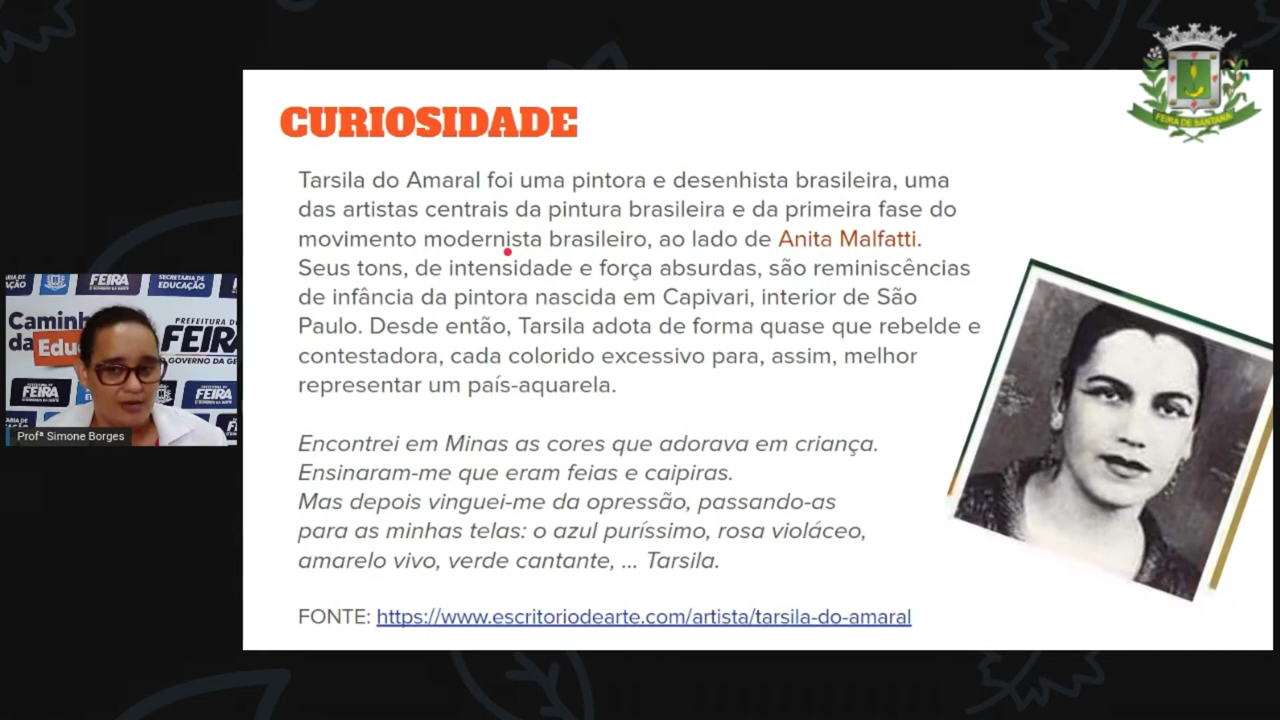 CURIOSIDADE
Tarsila do Amaral foi uma pintora e desenhista brasileira, uma
das artistas centrais da pintura brasileira e da primeira fase do
movimento modernista brasileiro, ao lado de Anita Malfatti.
Seus tons, de intensidade e força absurdas, são reminiscências
de infância da pintora nascida em Capivari, interior de São
Paulo. Desde então, Tarsila adota de forma quase que rebelde e
contestadora, cada colorido excessivo para, assim, melhor
representar um país-aquarela.
Encontrei em Minas as cores que adorava em criança.
Ensinaram-me que eram feias e caipiras.
Mas depois vinguei-me da opressão, passando-as
para as minhas telas: o azul puríssimo, rosa violáceo,
amarelo vivo, verde cantante, ... Tarsila.
FONTE: https://www.escritoriodearte.com/artista/tarsila-do-amaral
FEIRA DE SANTANA
FEIRA
SECRETARIA DE
EDUCAÇÃO
Caminh
da Edu
PREFEITURA DE
FEIRA
GOVERNO DA GE
FEIRA
FEIRA
Profª Simone Borges